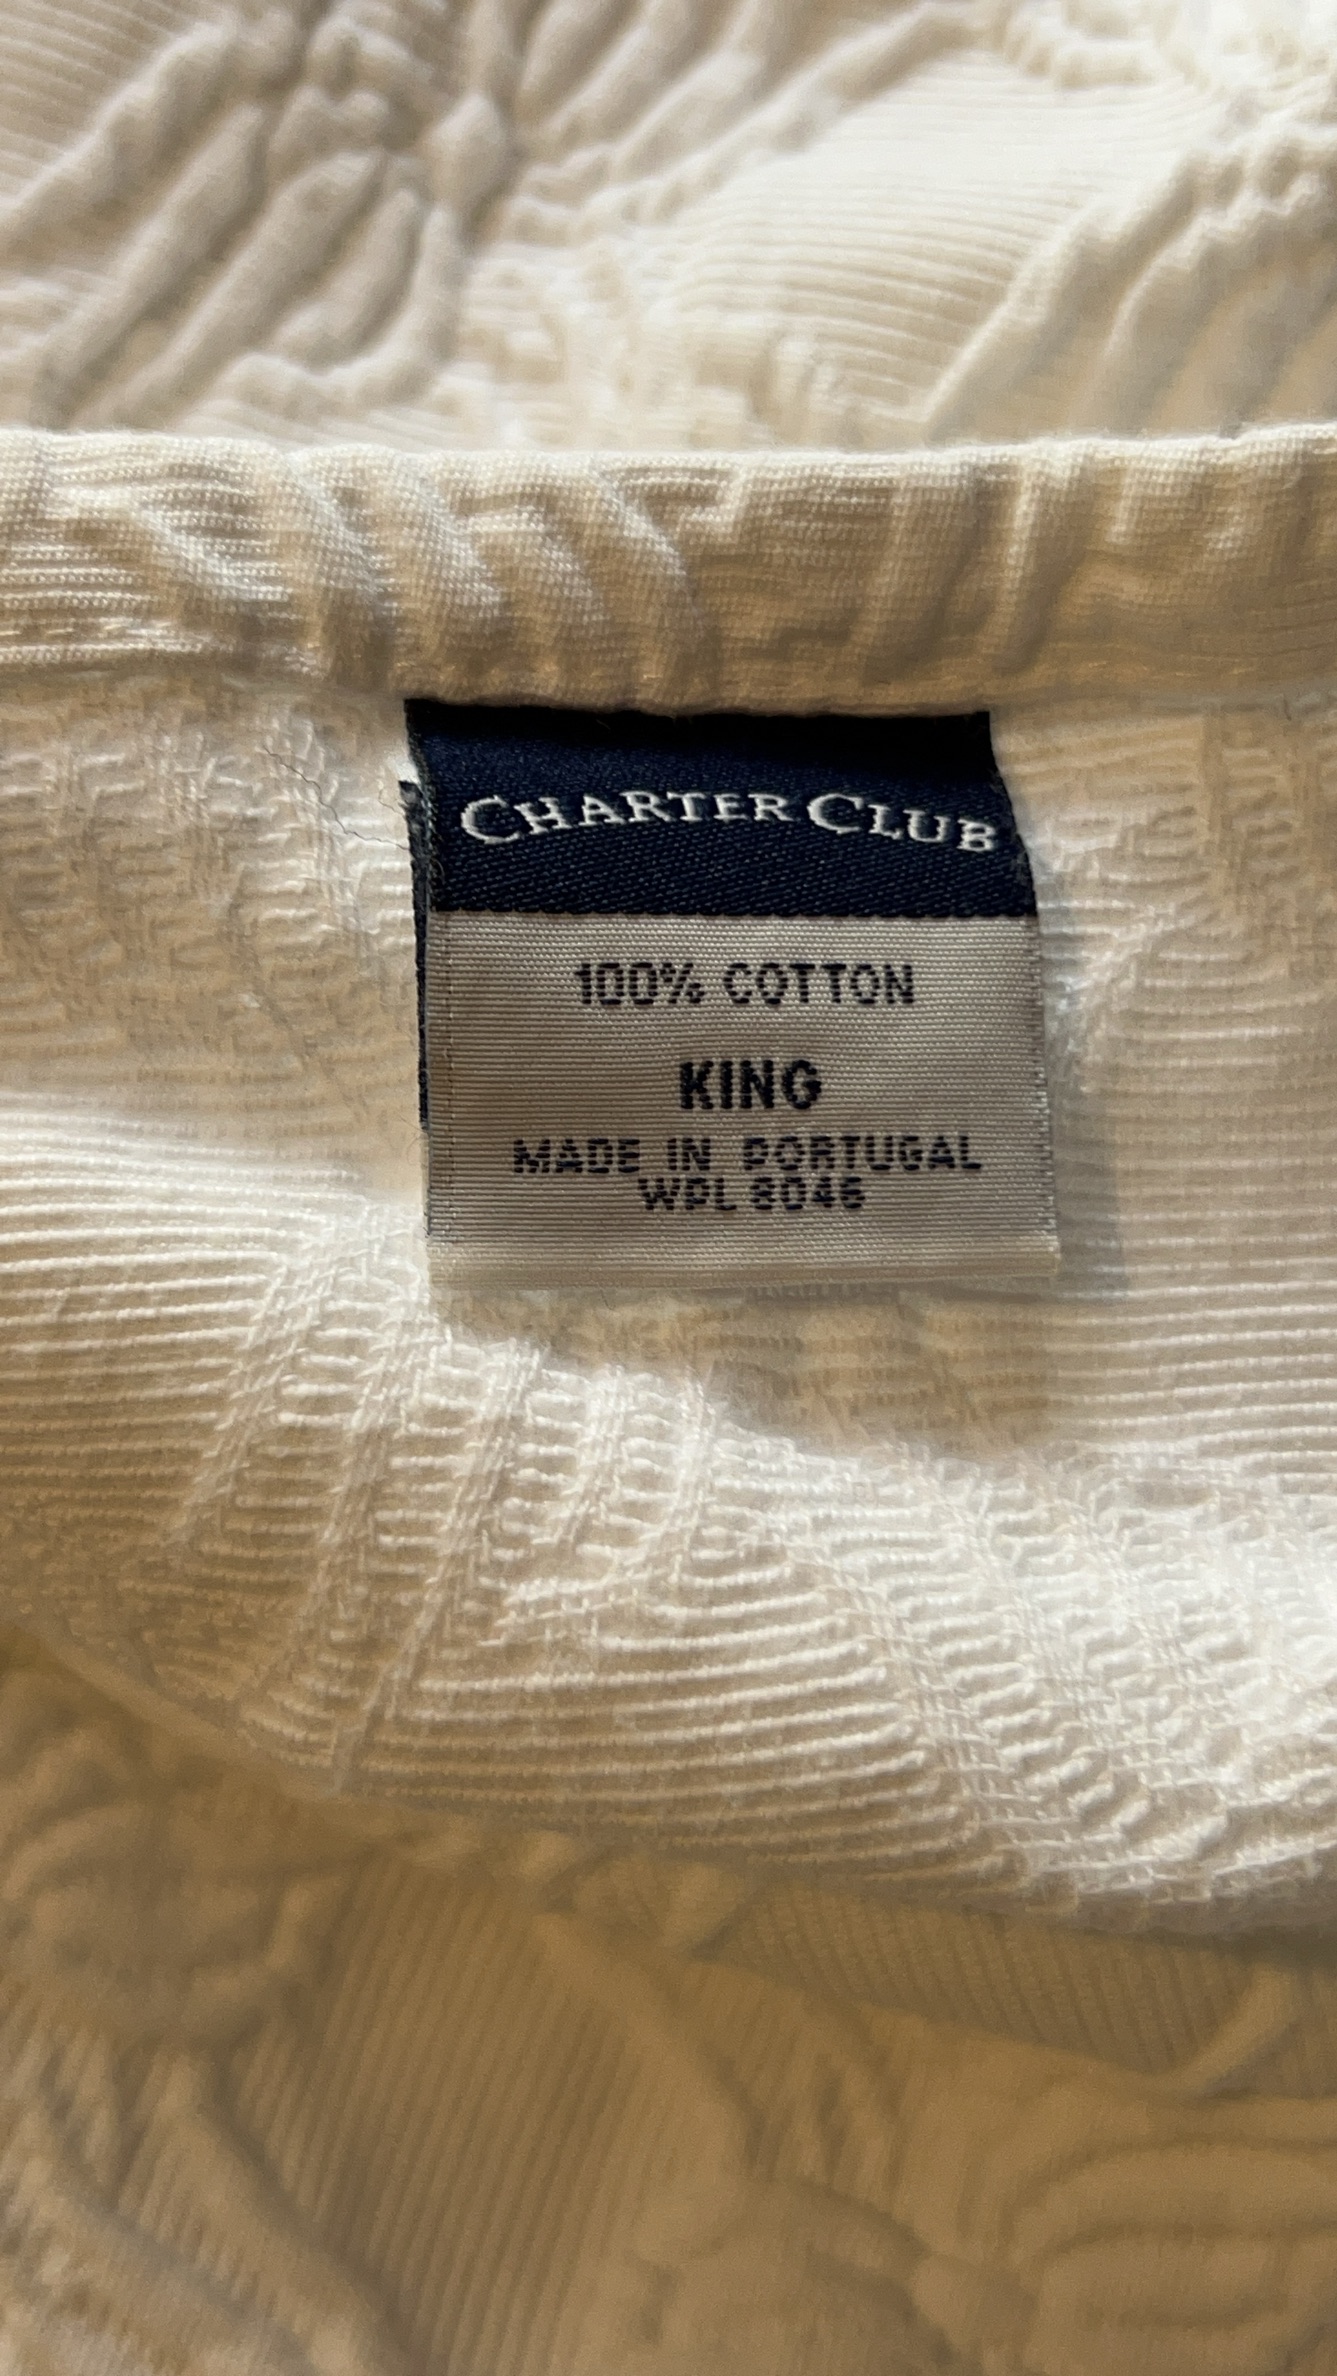 CHARTER CLUB
100% COTTON
KING
MADE IN PORTUGAL
WPL 8046